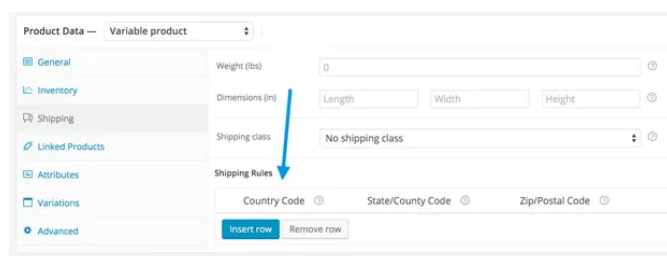 Product Data — Variable product
General
Inventory
Shipping
Linked Products
Attributes
Variations
Advanced
Weight (lbs) 0
Dimensions (in) Length Width Height
Shipping class No shipping class
Shipping Rules
Country Code State/County Code Zip/Postal Code
Insert row Remove row